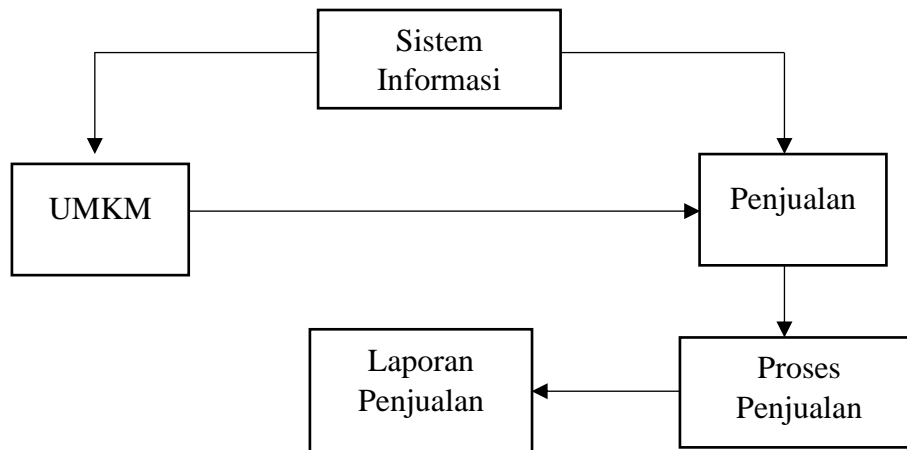 Sistem
Informasi
UMKM
Penjualan
Laporan
Penjualan
Proses
Penjualan